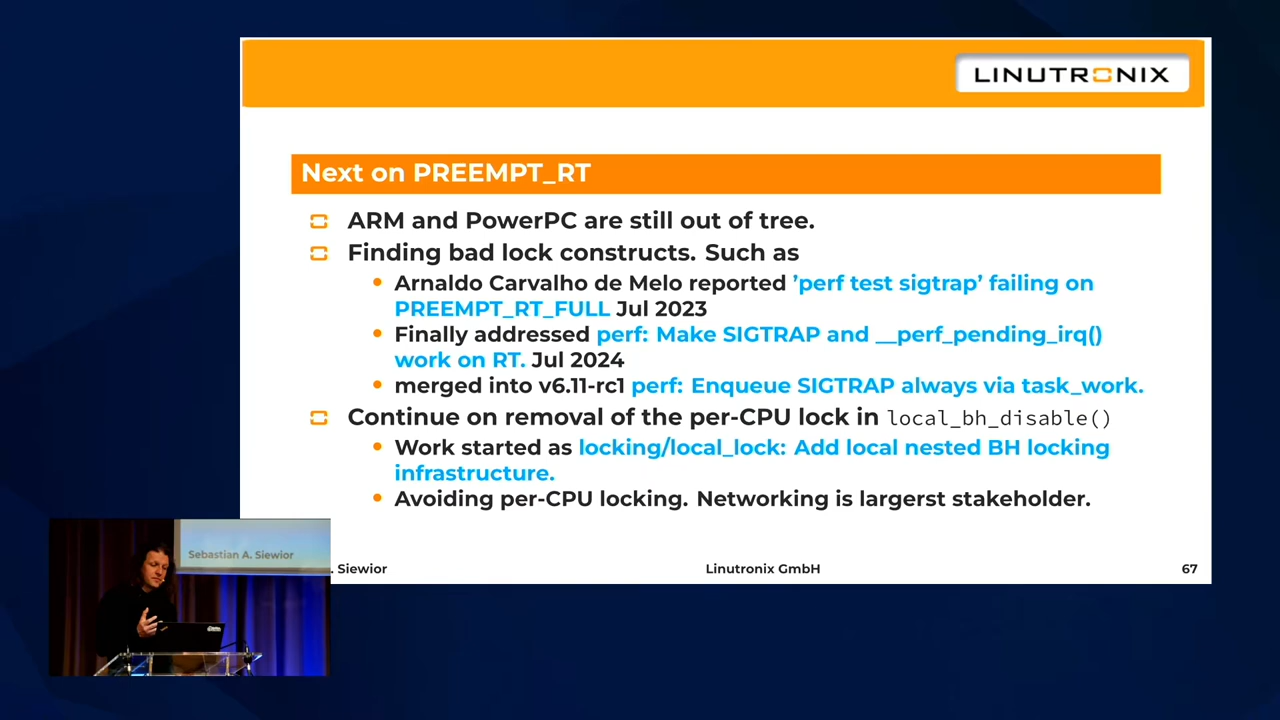 LINUTRONIX
Next on PREEMPT_RT
ARM and PowerPC are still out of tree.
Finding bad lock constructs. Such as
Arnaldo Carvalho de Melo reported ’perf test sigtrap’ failing on
PREEMPT_RT_FULL Jul 2023
Finally addressed perf: Make SIGTRAP and __perf_pending_irq()
work on RT. Jul 2024
merged into v6.11-rc1 perf: Enqueue SIGTRAP always via task_work.
Continue on removal of the per-CPU lock in local_bh_disable()
Work started as locking/local_lock: Add local nested BH locking
infrastructure.
Avoiding per-CPU locking. Networking is largerst stakeholder.
Sebastian A. Siewior
. Siewior
Linutronix GmbH
67